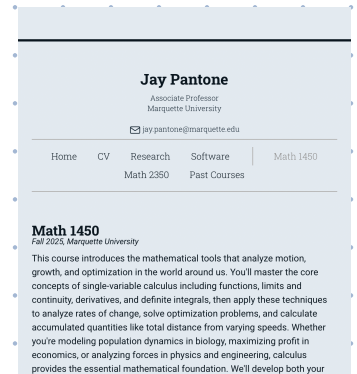 Jay Pantone
Associate Professor
Marquette University
jay.pantone@marquette.edu
Home CV Research Software Math 1450
Math 2350 Past Courses
Math 1450
Fall 2025, Marquette University
This course introduces the mathematical tools that analyze motion,
growth, and optimization in the world around us. You'll master the core
concepts of single-variable calculus including functions, limits and
continuity, derivatives, and definite integrals, then apply these techniques
to analyze rates of change, solve optimization problems, and calculate
accumulated quantities like total distance from varying speeds. Whether
you're modeling population dynamics in biology, maximizing profit in
economics, or analyzing forces in physics and engineering, calculus
provides the essential mathematical foundation. We'll develop both your